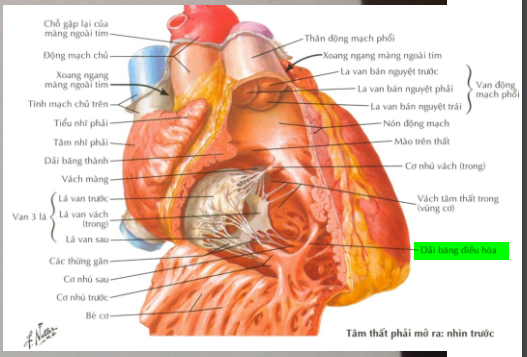 Chỗ gập lại của
màng ngoài tim
Động mạch chủ
Xoang ngang
màng ngoài tim
Tĩnh mạch chủ trên
Tiểu nhĩ phải
Tâm nhĩ phải
Dải băng thành
Vách màng
Van 3 lá
Lá van trước
Lá van vách
(trong)
Lá van sau
Các thừng gân
Cơ nhú sau
Cơ nhú trước
Bè cơ
Thân động mạch phổi
Xoang ngang màng ngoài tim
La van bán nguyệt trước
La van bán nguyệt phải
La van bán nguyệt trái
Van động
mạch phổi
Nón động mạch
Mào trên thất
Cơ nhú vách (trong)
Vách tâm thất trong
(vùng cơ)
Dải băng điều hòa
Tâm thất phải mở ra: nhìn trước
F. Netter